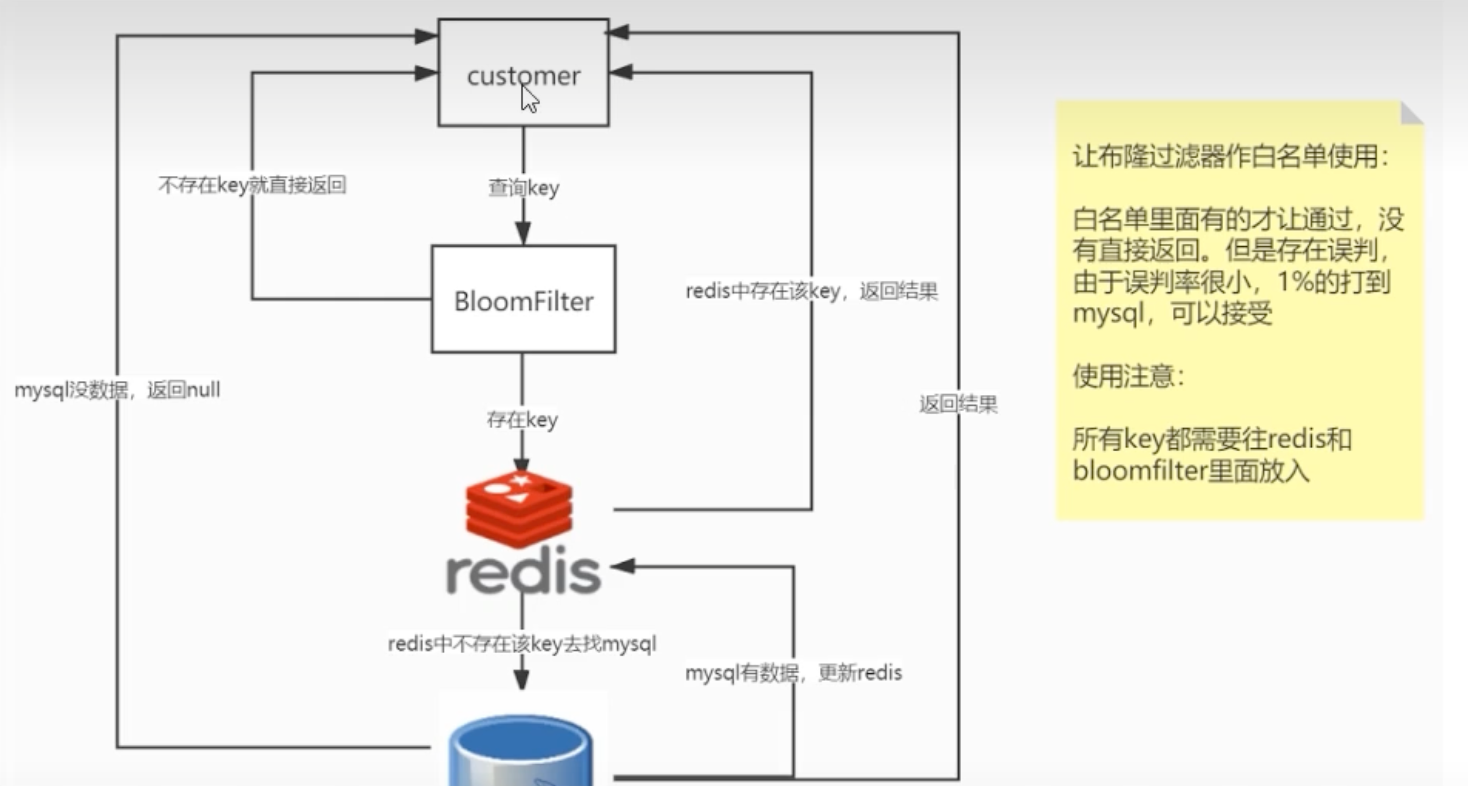 customer
不存在key就直接返回
查询key
BloomFilter
redis中存在该key，返回结果
mysql没数据，返回null
返回结果
存在key
redis
redis中不存在该key去找mysql
mysql有数据，更新redis
让布隆过滤器作白名单使用：
白名单里面有的才让通过，没
有直接返回。但是存在误判，
由于误判率很小，1%的打到
mysql，可以接受
使用注意：
所有key都需要往redis和
bloomfilter里面放入